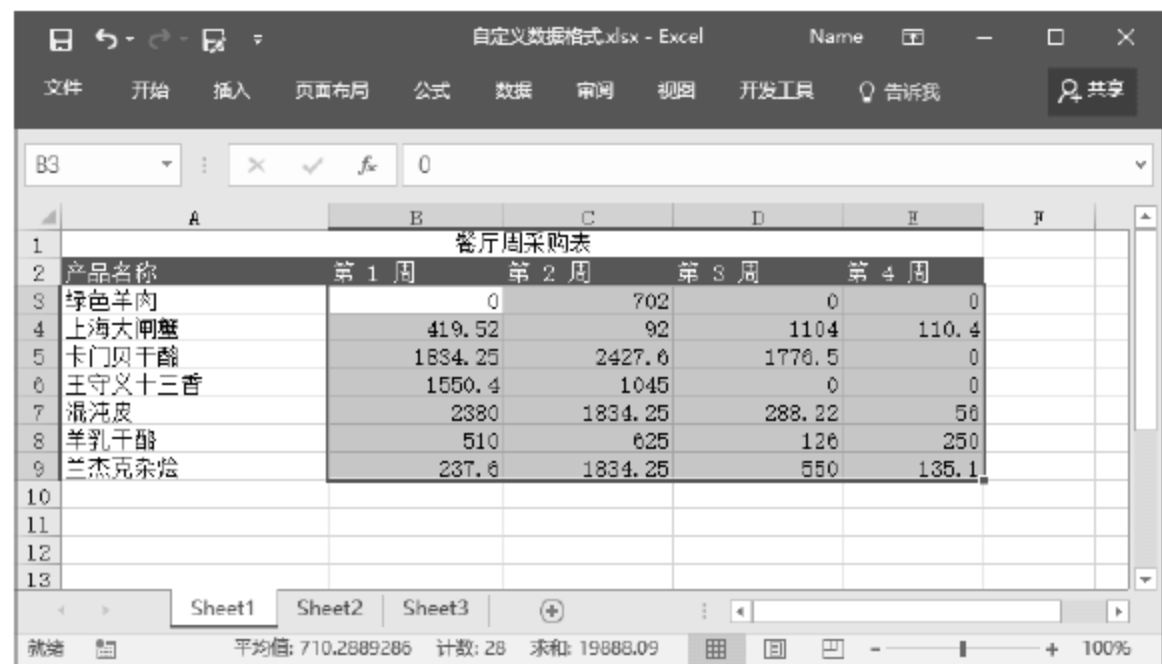 自定义数据格式.xlsx - Excel Name
文件 开始 插入 页面布局 公式 数据 审阅 视图 开发工具 告诉我 共享
B3 fx 0
A B C D E F
1 餐厅周采购表
2 产品名称 第 1 周 第 2 周 第 3 周 第 4 周
3 绿色羊肉 0 702 0 0
4 上海大闸蟹 419.52 92 1104 110.4
5 卡门贝干酪 1834.25 2427.6 1776.5 0
6 王守义十三香 1550.4 1045 0 0
7 混沌皮 2380 1834.25 288.22 56
8 羊乳干酪 510 625 126 250
9 兰杰克杂烩 237.6 1834.25 550 135.1
10
11
12
13
Sheet1 Sheet2 Sheet3
就绪 平均值: 710.2889286 计数: 28 求和: 19888.09 100%